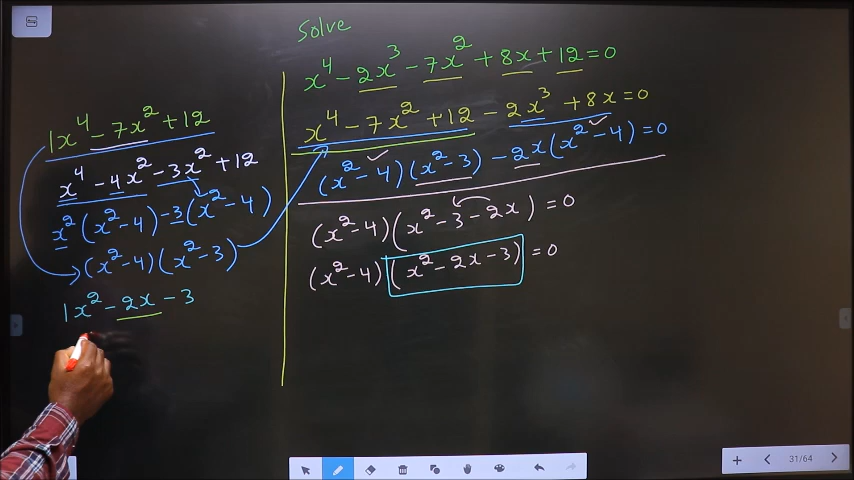 Solve
x⁴ - 2x³ - 7x² + 8x + 12 = 0
x⁴ - 7x² + 12 - 2x³ + 8x = 0
(x² - 4)(x² - 3) - 2x(x² - 4) = 0
(x² - 4)(x² - 3 - 2x) = 0
(x² - 4)(x² - 2x - 3) = 0
1x⁴ - 7x² + 12
x⁴ - 4x² - 3x² + 12
x²(x² - 4) - 3(x² - 4)
(x² - 4)(x² - 3)
1x² - 2x - 3
31/64